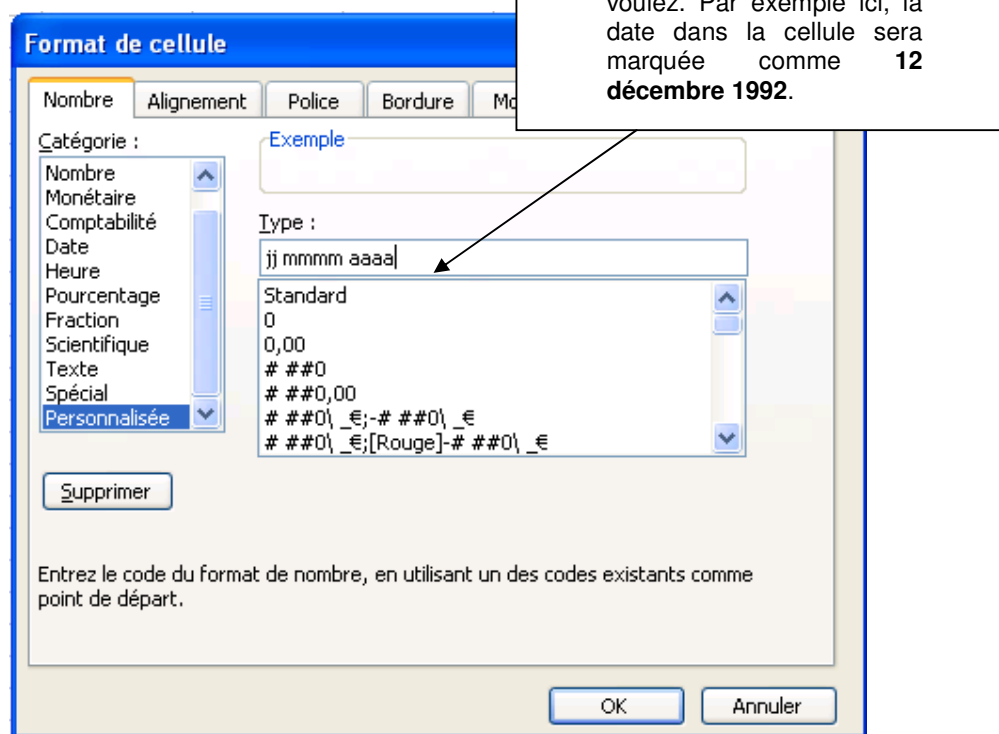 voulez. Par exemple ici, la
date dans la cellule sera
marquée comme 12
décembre 1992.
Format de cellule
Nombre Alignement Police Bordure
Catégorie :
Nombre
Monétaire
Comptabilité
Date
Heure
Pourcentage
Fraction
Scientifique
Texte
Spécial
Personnalisée
Exemple
Type :
jj mmmm aaaa
Standard
0
0,00
# ##0
# ##0,00
# ##0\ _€;-# ##0\ _€
# ##0\ _€;[Rouge]-# ##0\ _€
Supprimer
Entrez le code du format de nombre, en utilisant un des codes existants comme
point de départ.
OK Annuler